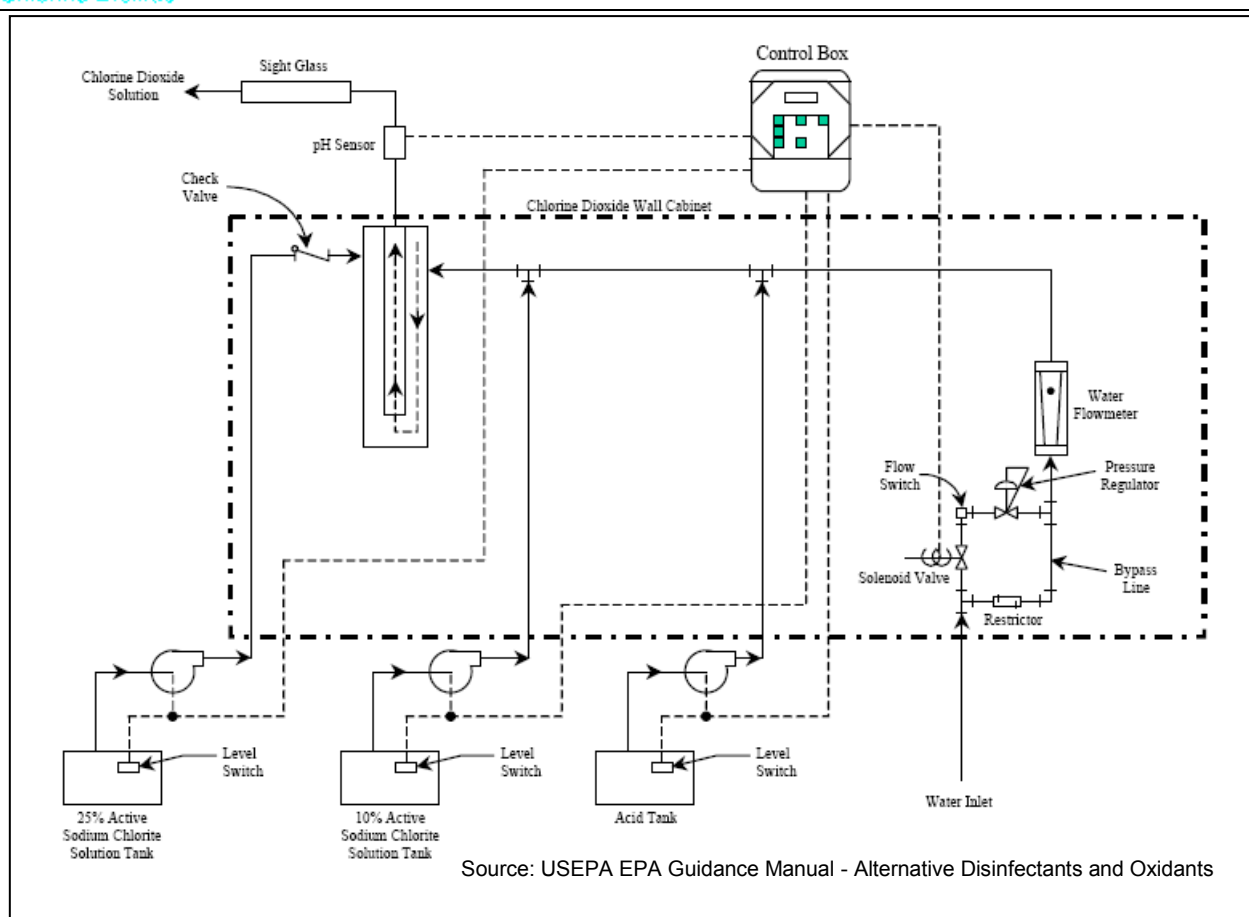 Control Box
Sight Glass
Chlorine Dioxide
Solution
pH Sensor
Check
Valve
Chlorine Dioxide Wall Cabinet
Water
Flowmeter
Flow
Switch
Pressure
Regulator
Solenoid Valve
Bypass
Line
Restrictor
Level
Switch
Level
Switch
Level
Switch
Water Inlet
25% Active
Sodium Chlorite
Solution Tank
10% Active
Sodium Chlorite
Solution Tank
Acid Tank
Source: USEPA EPA Guidance Manual - Alternative Disinfectants and Oxidants